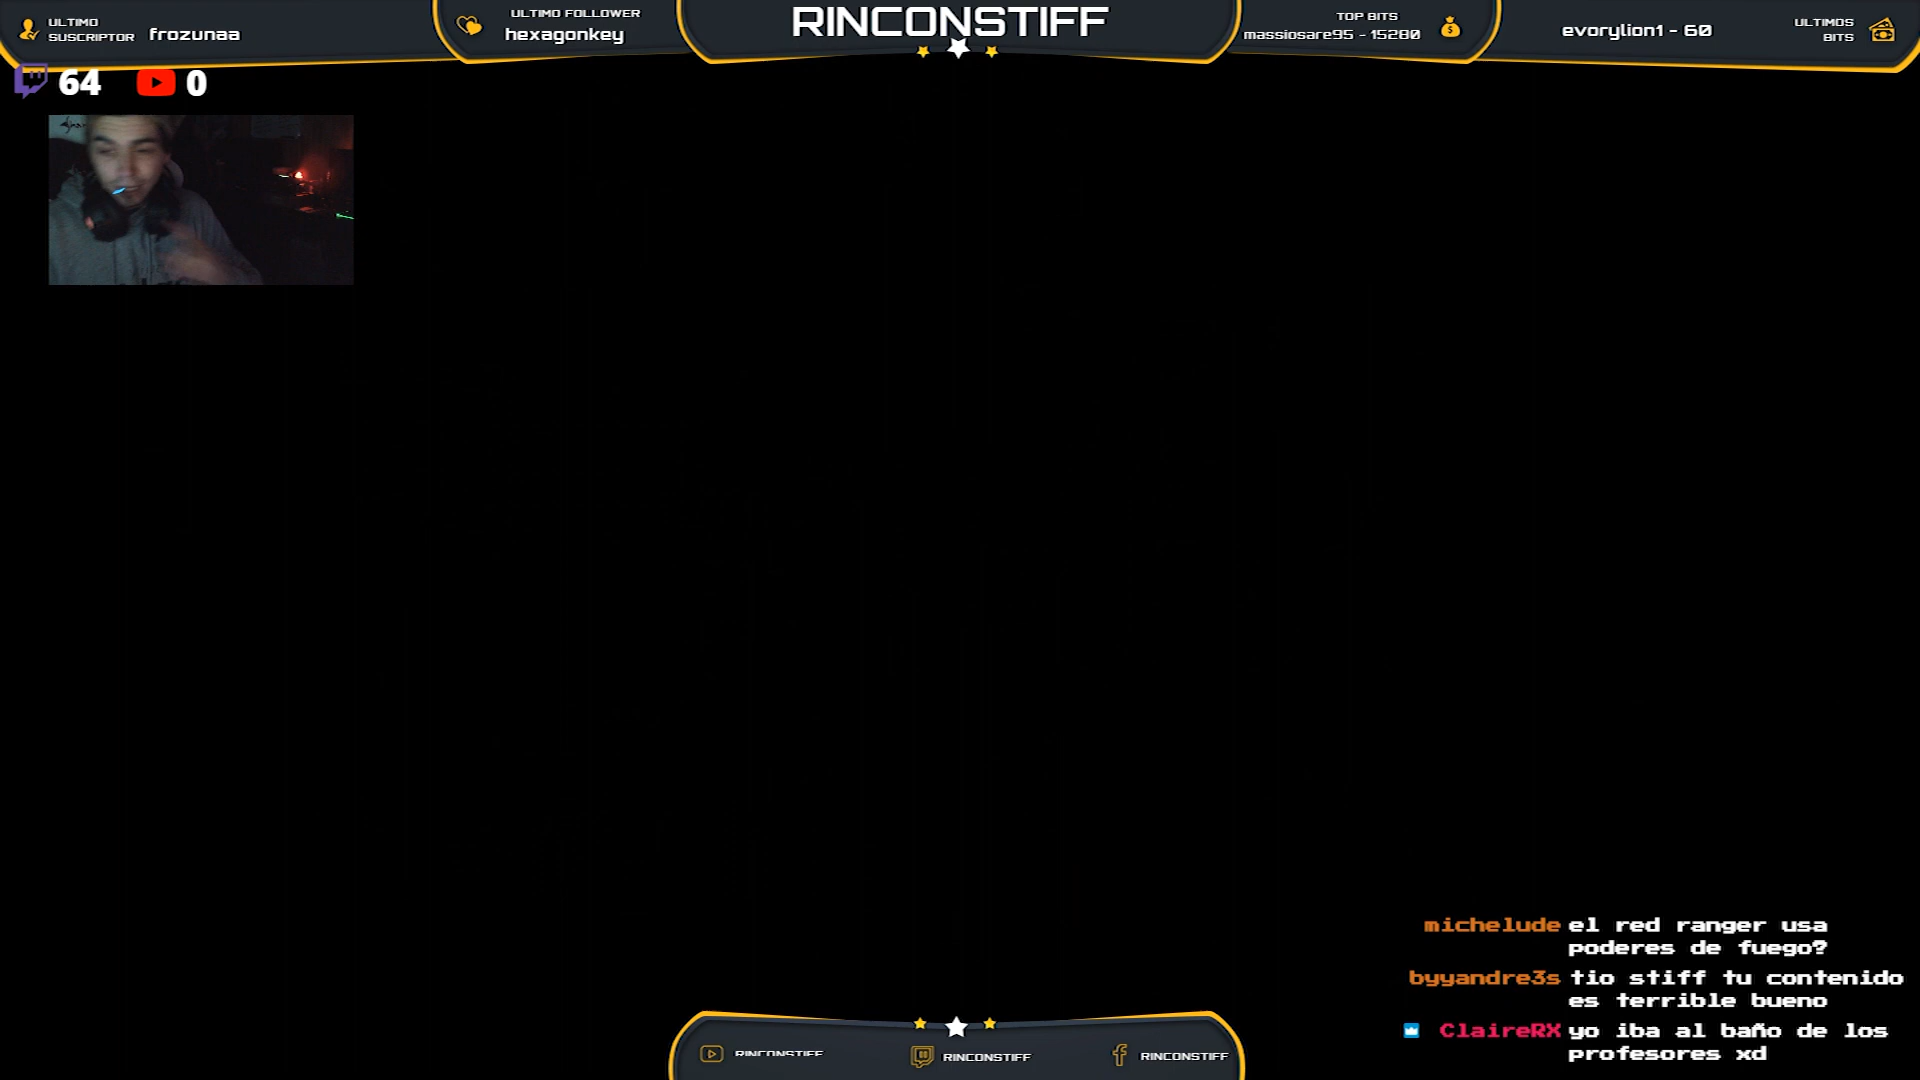 ULTIMO
SUSCRIPTOR
frozunaa
ULTIMO FOLLOWER
hexagonkey
RINCONSTIFF
TOP BITS
massiosare95 - 15280
evorylion1 - 60
ULTIMOS
BITS
64
0
michelude el red ranger usa
poderes de fuego?
byyandre3s tio stiff tu contenido
es terrible bueno
ClaireRX yo iba al baño de los
profesores xd
RINCONSTIFF
RINCONSTIFF
RINCONSTIFF